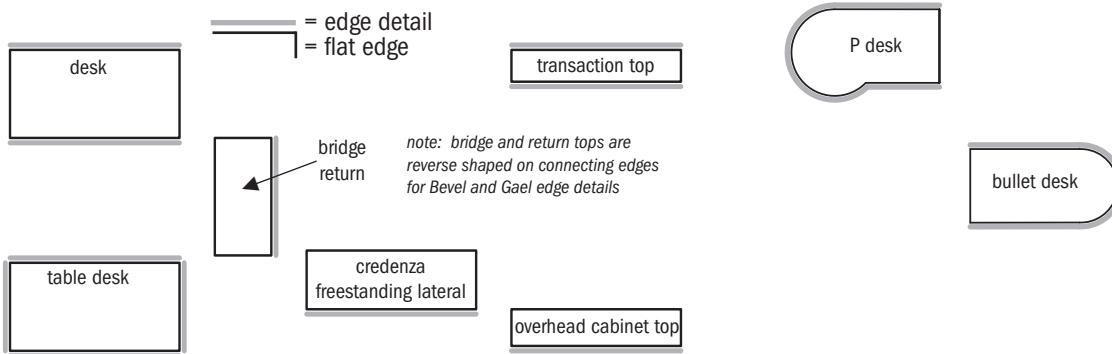 = edge detail
= flat edge
desk
transaction top
P desk
bridge
return
note: bridge and return tops are
reverse shaped on connecting edges
for Bevel and Gael edge details
bullet desk
table desk
credenza
freestanding lateral
overhead cabinet top